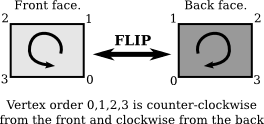 Front face. Back face.
2 1 1 2
FLIP
3 0 0 3
Vertex order 0,1,2,3 is counter-clockwise
from the front and clockwise from the back